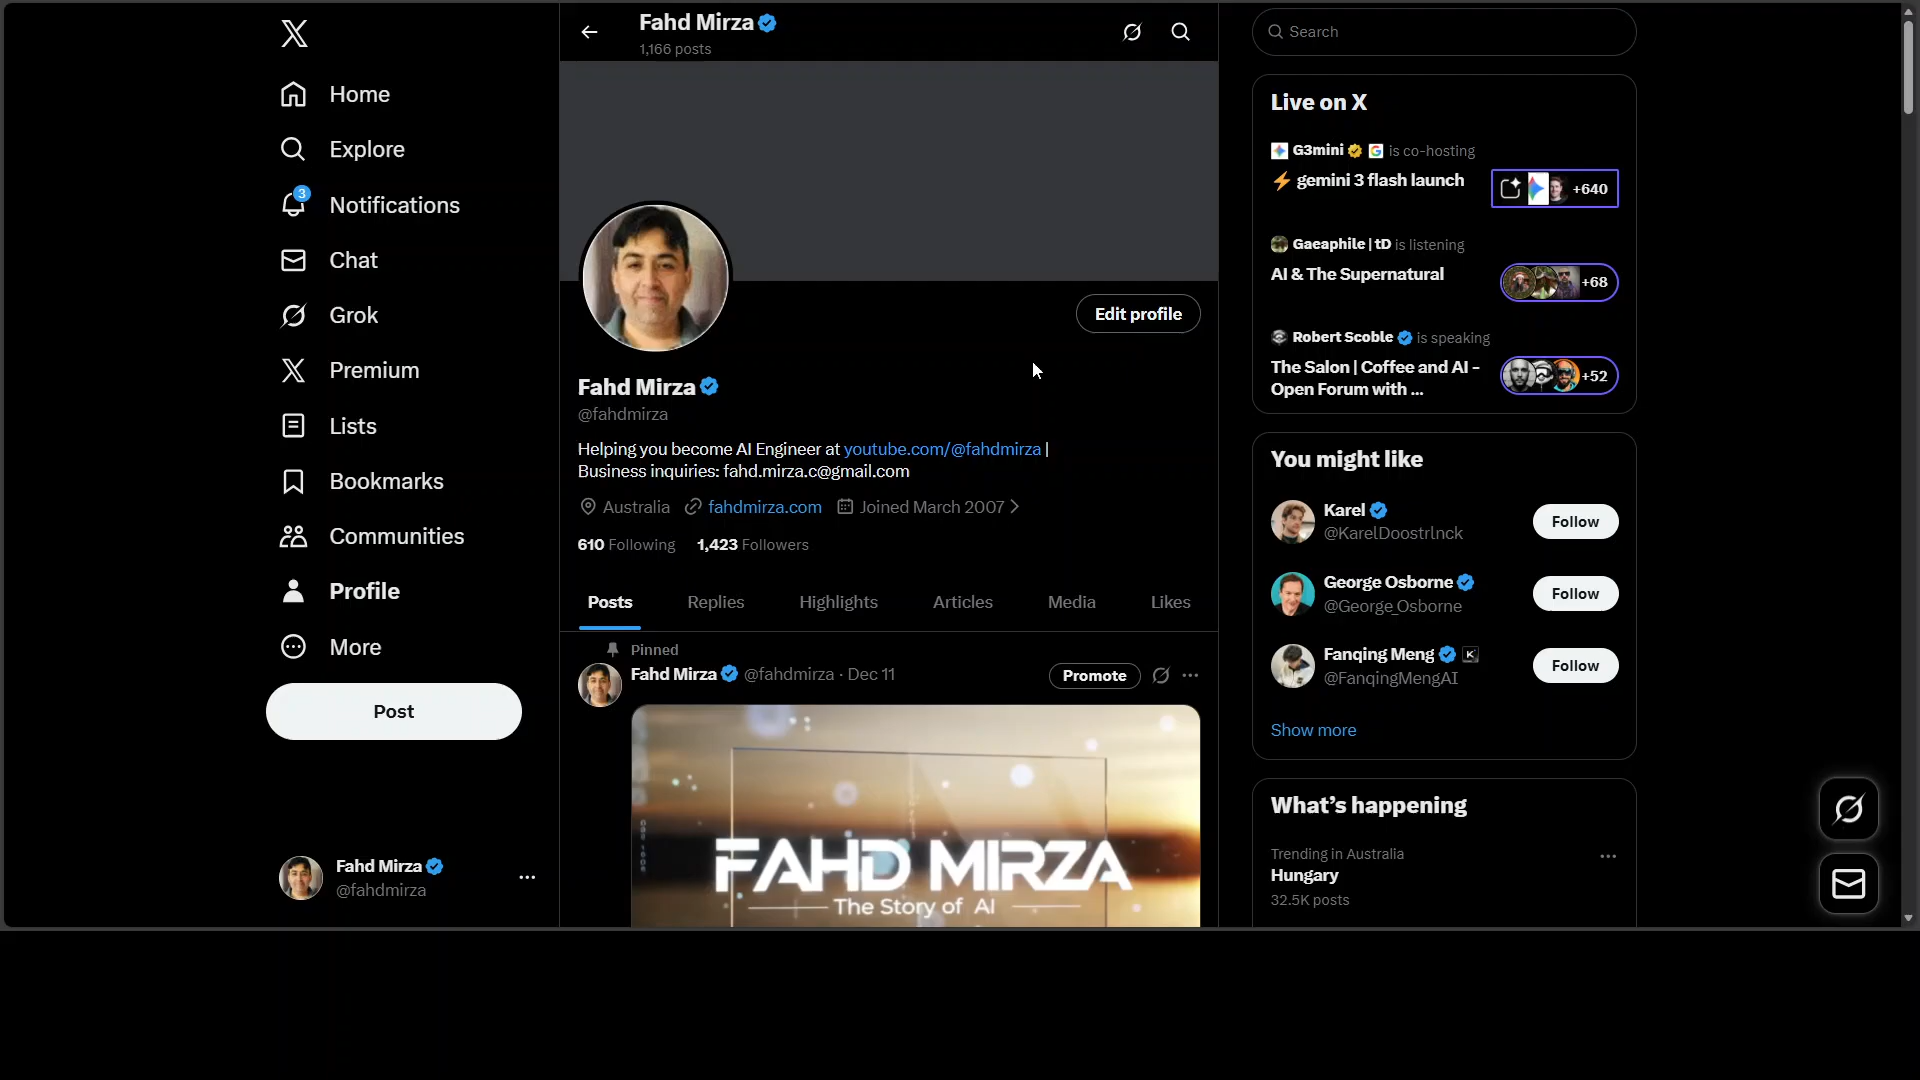 Home
Explore
3
Notifications
Chat
Grok
Premium
Lists
Bookmarks
Communities
Profile
More
Post
Fahd Mirza
@fahdmirza
Fahd Mirza
1,166 posts
Edit profile
Fahd Mirza
@fahdmirza
Helping you become AI Engineer at youtube.com/@fahdmirza |
Business inquiries: fahd.mirza.c@gmail.com
Australia fahdmirza.com Joined March 2007
610 Following 1,423 Followers
Posts Replies Highlights Articles Media Likes
Pinned
Fahd Mirza @fahdmirza · Dec 11
Promote
FAHD MIRZA
The Story of AI
Search
Live on X
G3mini is co-hosting
⚡ gemini 3 flash launch
+640
Gaeaphile | tD is listening
AI & The Supernatural
+68
Robert Scoble is speaking
The Salon | Coffee and AI -
Open Forum with ...
+52
You might like
Karel
@KarelDoostrlnck
Follow
George Osborne
@George_Osborne
Follow
Fanqing Meng
@FanqingMengAI
Follow
Show more
What's happening
Trending in Australia
Hungary
32.5K posts